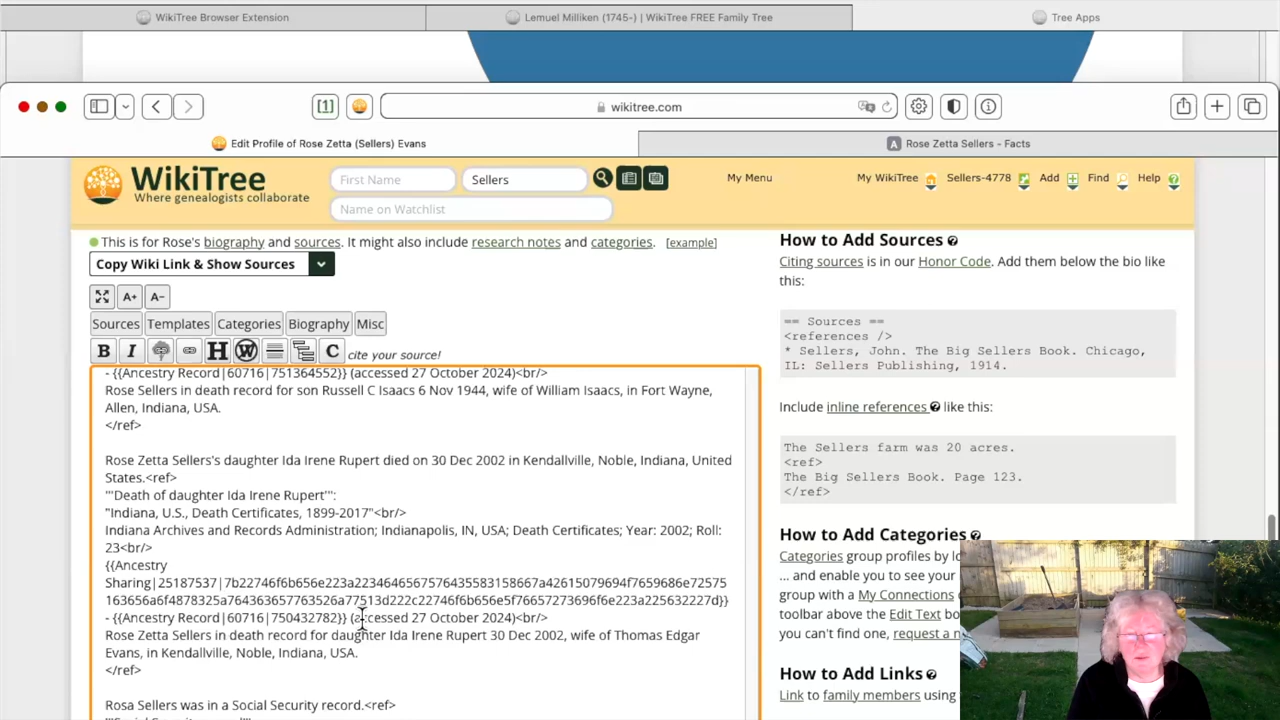 WikiTree Browser Extension
Lemuel Milliken (1745-) | WikiTree FREE Family Tree
Tree Apps
[1]
wikitree.com
Edit Profile of Rose Zetta (Sellers) Evans
A Rose Zetta Sellers - Facts
WikiTree
Where genealogists collaborate
First Name
Sellers
Name on Watchlist
My Menu
My WikiTree
Sellers-4778
Add
Find
Help
This is for Rose's biography and sources. It might also include research notes and categories. [example]
Copy Wiki Link & Show Sources
A+ A−
Sources Templates Categories Biography Misc
B I H W C cite your source!
- {{Ancestry Record|60716|751364552}} (accessed 27 October 2024)<br/>
Rose Sellers in death record for son Russell C Isaacs 6 Nov 1944, wife of William Isaacs, in Fort Wayne,
Allen, Indiana, USA.
</ref>
Rose Zetta Sellers's daughter Ida Irene Rupert died on 30 Dec 2002 in Kendallville, Noble, Indiana, United
States.<ref>
'''Death of daughter Ida Irene Rupert''':
"Indiana, U.S., Death Certificates, 1899-2017"<br/>
Indiana Archives and Records Administration; Indianapolis, IN, USA; Death Certificates; Year: 2002; Roll:
23<br/>
{{Ancestry
Sharing|25187537|7b22746f6b656e223a22346465675764355831586​67a42615079694f7659686e72575
163656a6f4878325a764363657763526a77513d222c22746f6b656e5f76657273696f6e223a225632227d}}
- {{Ancestry Record|60716|750432782}} (accessed 27 October 2024)<br/>
Rose Zetta Sellers in death record for daughter Ida Irene Rupert 30 Dec 2002, wife of Thomas Edgar
Evans, in Kendallville, Noble, Indiana, USA.
</ref>
Rosa Sellers was in a Social Security record.<ref>
How to Add Sources
Citing sources is in our Honor Code. Add them below the bio like
this:
== Sources ==
<references />
* Sellers, John. The Big Sellers Book. Chicago,
IL: Sellers Publishing, 1914.
Include inline references like this:
The Sellers farm was 20 acres.
<ref>
The Big Sellers Book. Page 123.
</ref>
How to Add Categories
Categories group profiles by
... and enable you to see your
group with a My Connections
toolbar above the Edit Text
you can't find one, request a
How to Add Links
Link to family members using